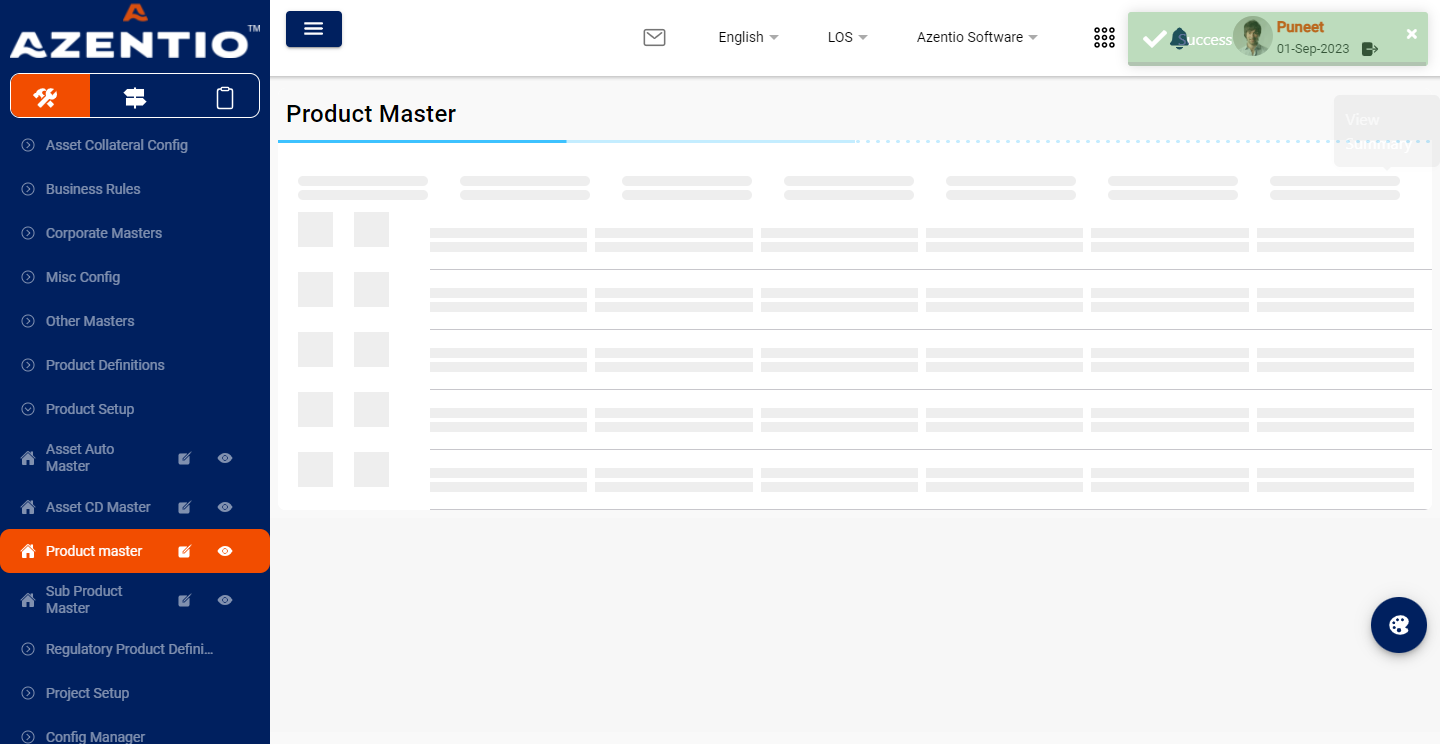 AZENTIO™
English
LOS
Azentio Software
Success
Puneet
01-Sep-2023
Product Master
View
Summary
Asset Collateral Config
Business Rules
Corporate Masters
Misc Config
Other Masters
Product Definitions
Product Setup
Asset Auto
Master
Asset CD Master
Product master
Sub Product
Master
Regulatory Product Defini...
Project Setup
Config Manager